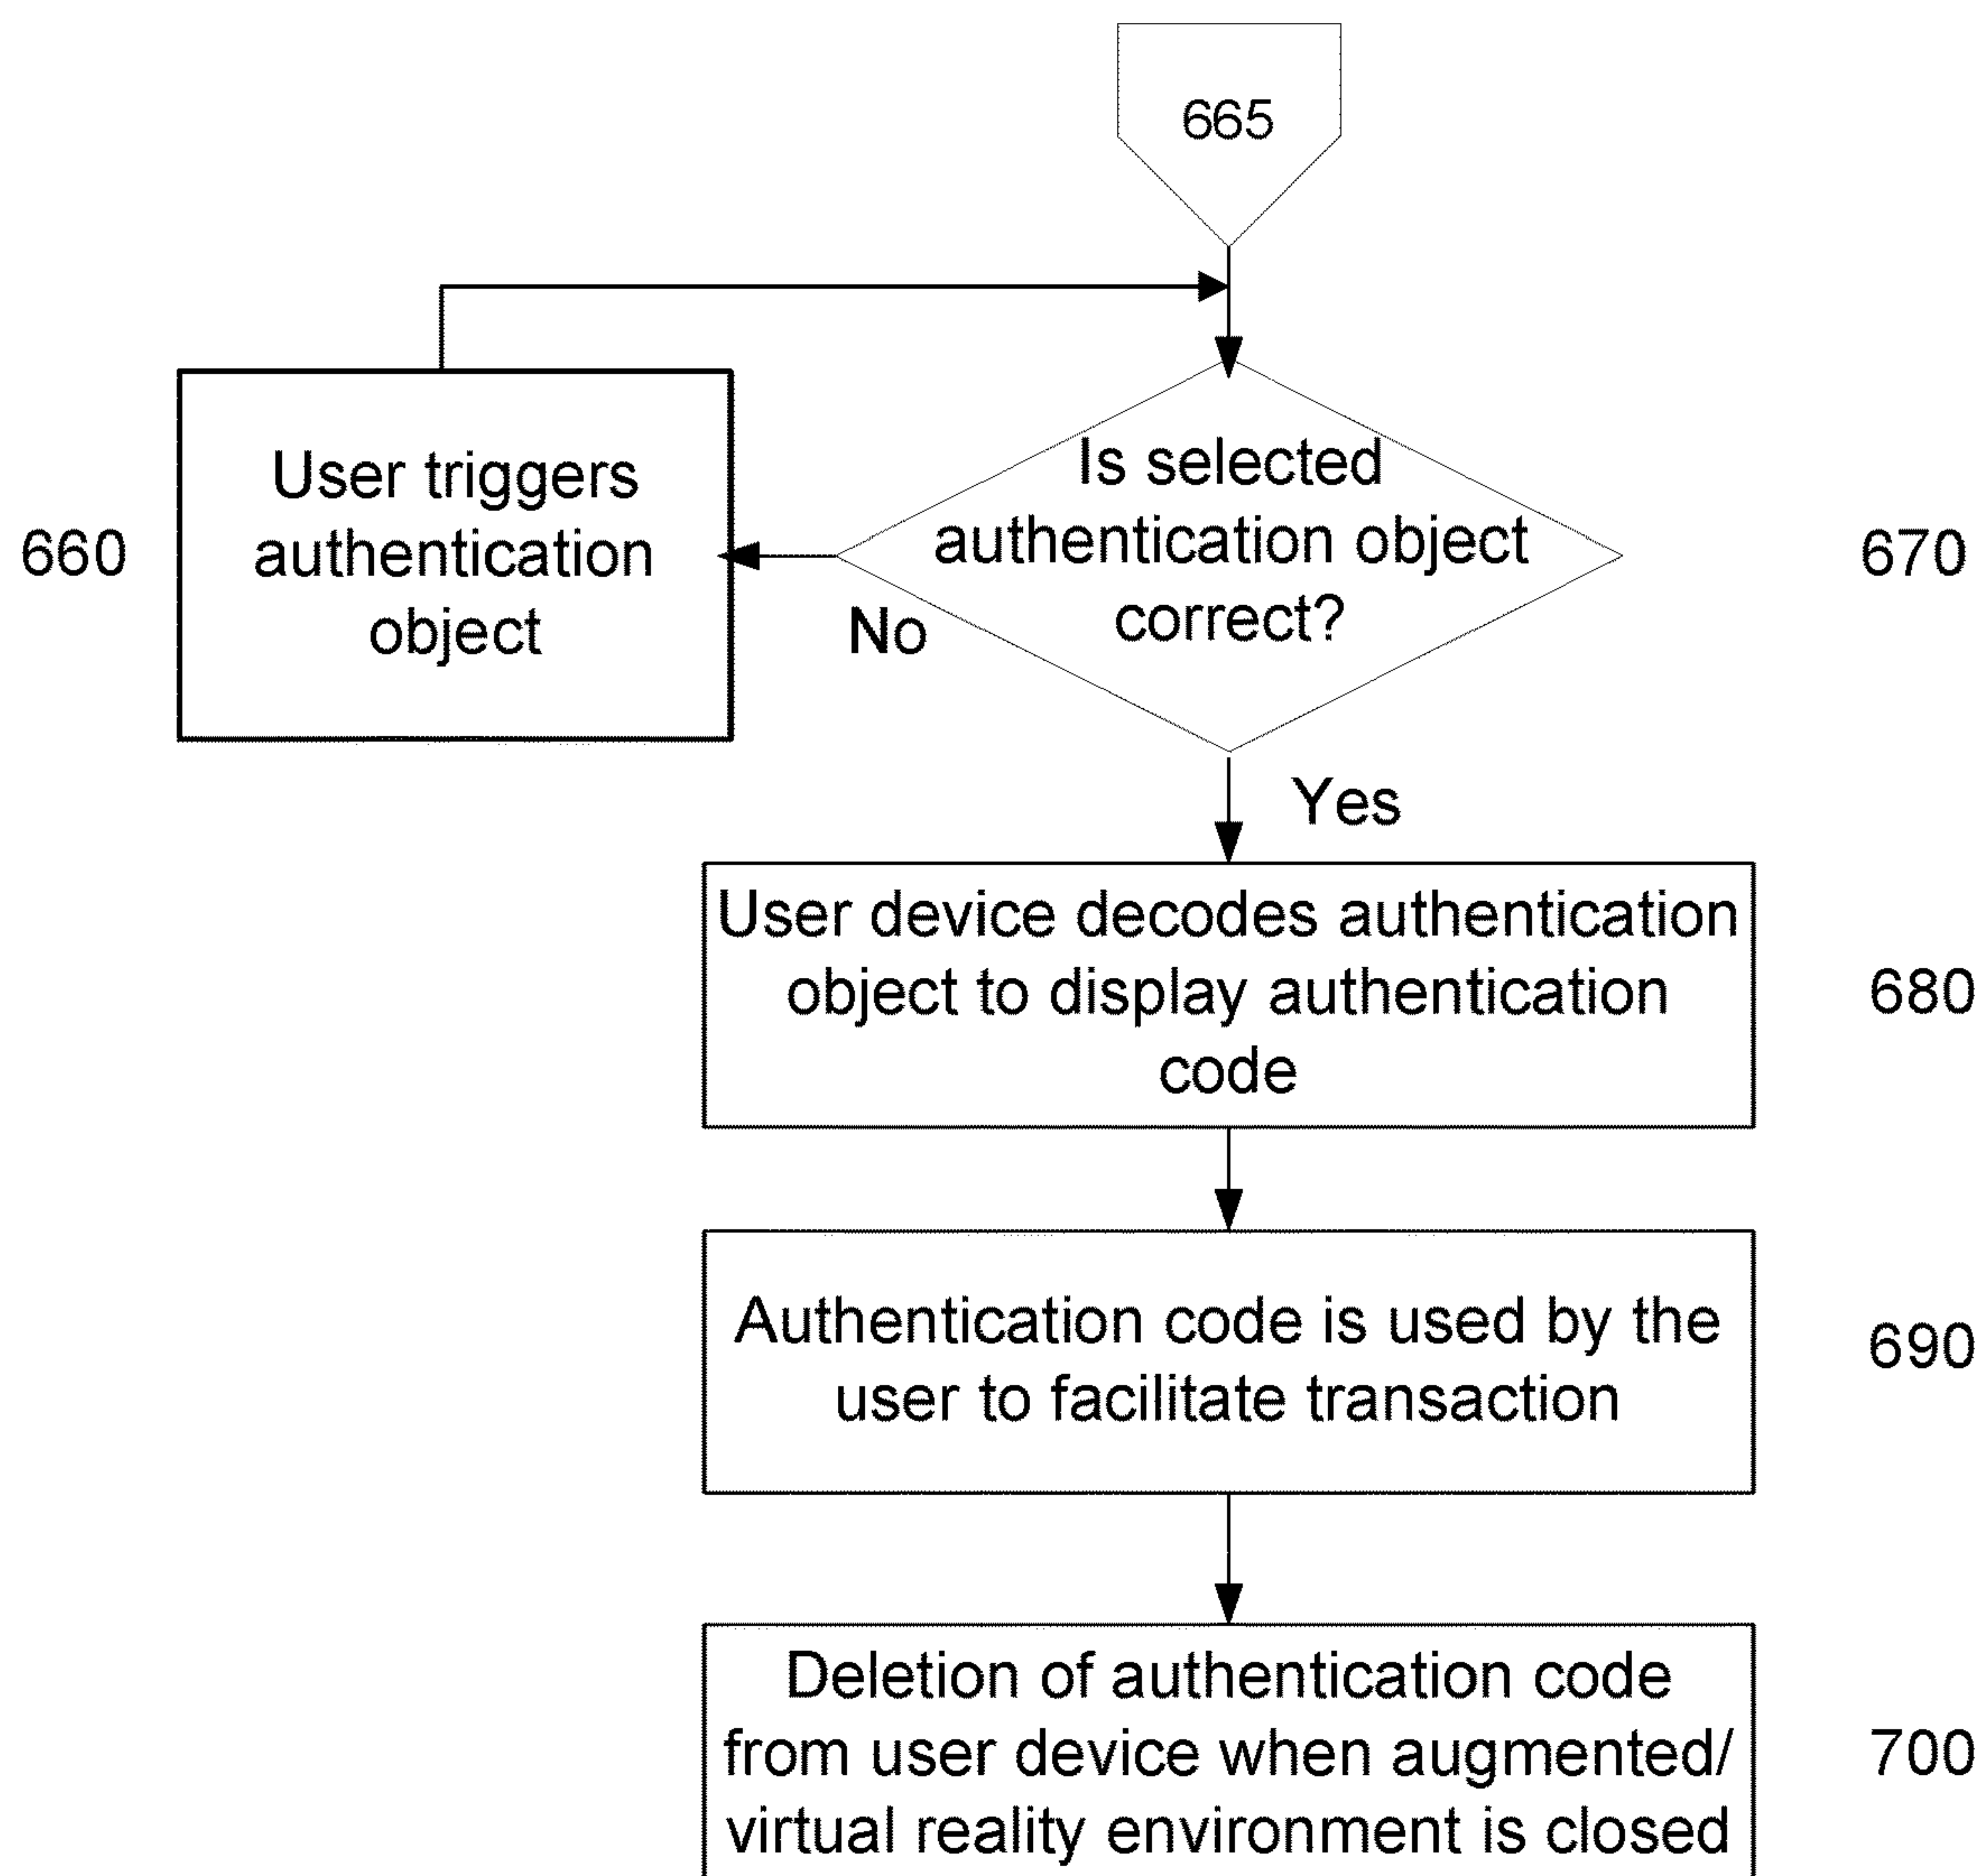 665
660
User triggers
authentication
object
Is selected
authentication object
correct?
670
No
Yes
User device decodes authentication
object to display authentication
code
680
Authentication code is used by the
user to facilitate transaction
690
Deletion of authentication code
from user device when augmented/
virtual reality environment is closed
700